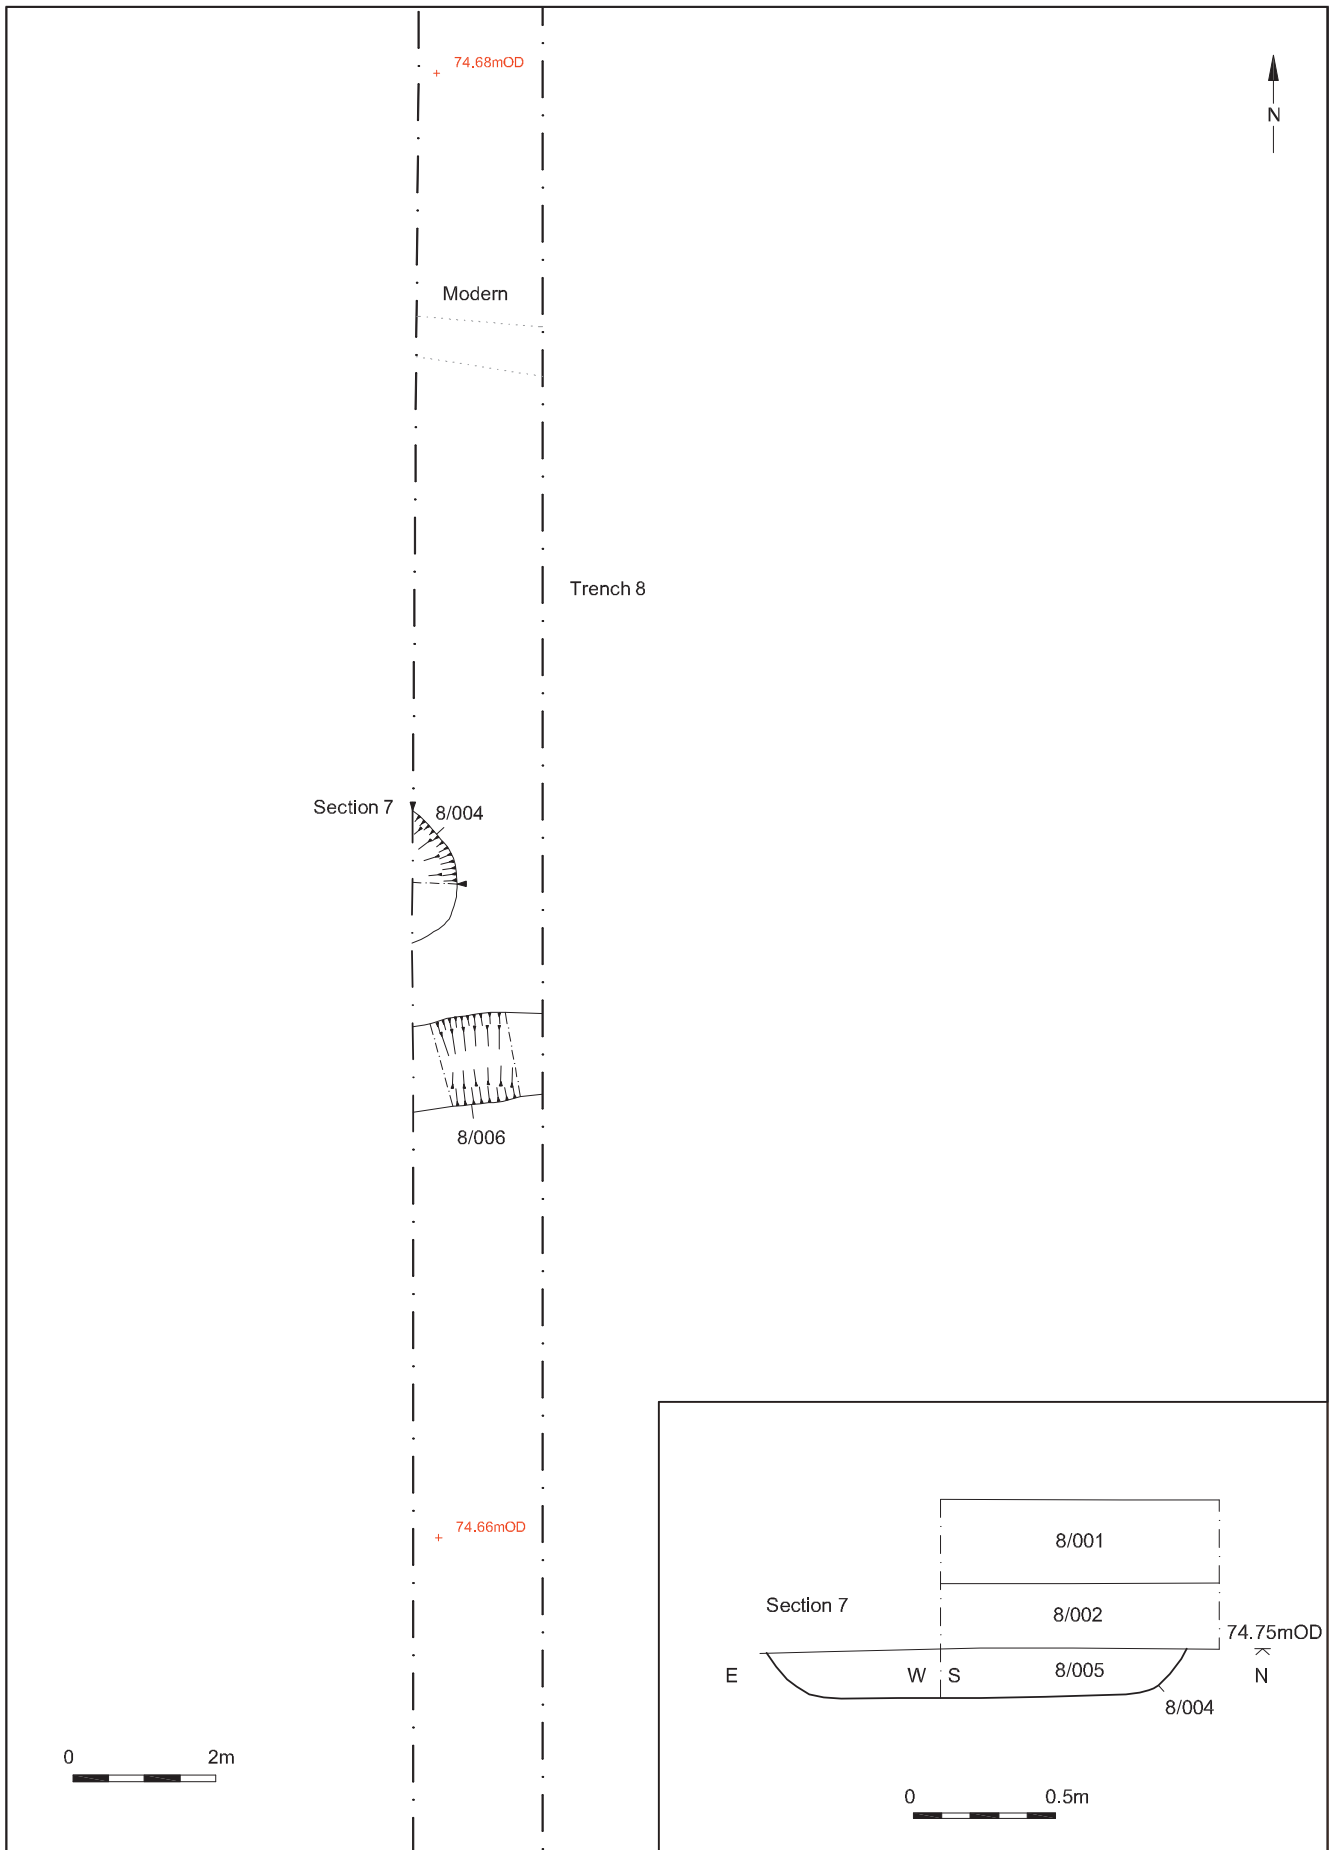 74.68mOD
N
Modern
Trench 8
Section 7
8/004
8/006
74.66mOD
8/001
Section 7
8/002
74.75mOD
E
W
S
8/005
N
8/004
0 2m
0 0.5m